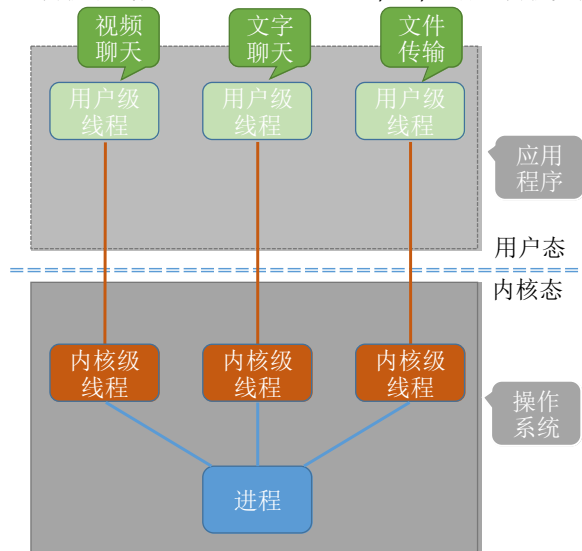 视频
聊天
文字
聊天
文件
传输
用户级
线程
用户级
线程
用户级
线程
应用
程序
用户态
内核态
内核级
线程
内核级
线程
内核级
线程
操作
系统
进程